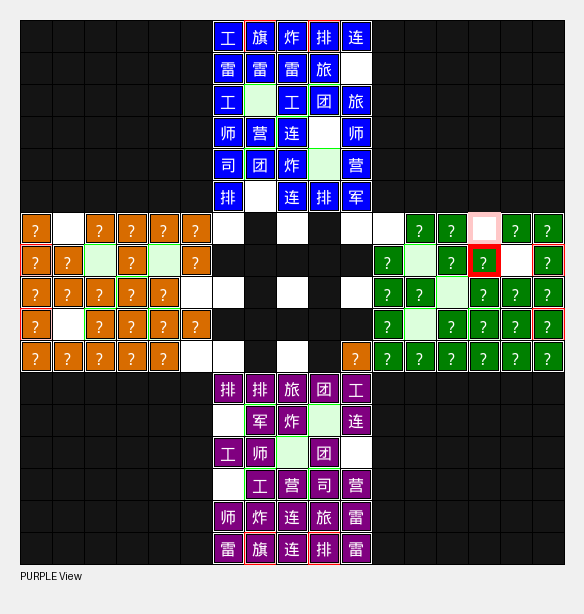 工 旗 炸 排 连
雷 雷 雷 旅
工 工 团 旅
师 营 连 师
司 团 炸 营
排 连 排 军
? ? ? ? ? ? ? ? ?
? ? ? ? ? ? ? ?
? ? ? ? ? ? ? ? ? ?
? ? ? ? ? ? ? ? ? ?
? ? ? ? ? ? ? ? ? ? ?
排 排 旅 团 工
军 炸 连
工 师 团
工 营 司 营
师 炸 连 旅 雷
雷 旗 连 排 雷
PURPLE View